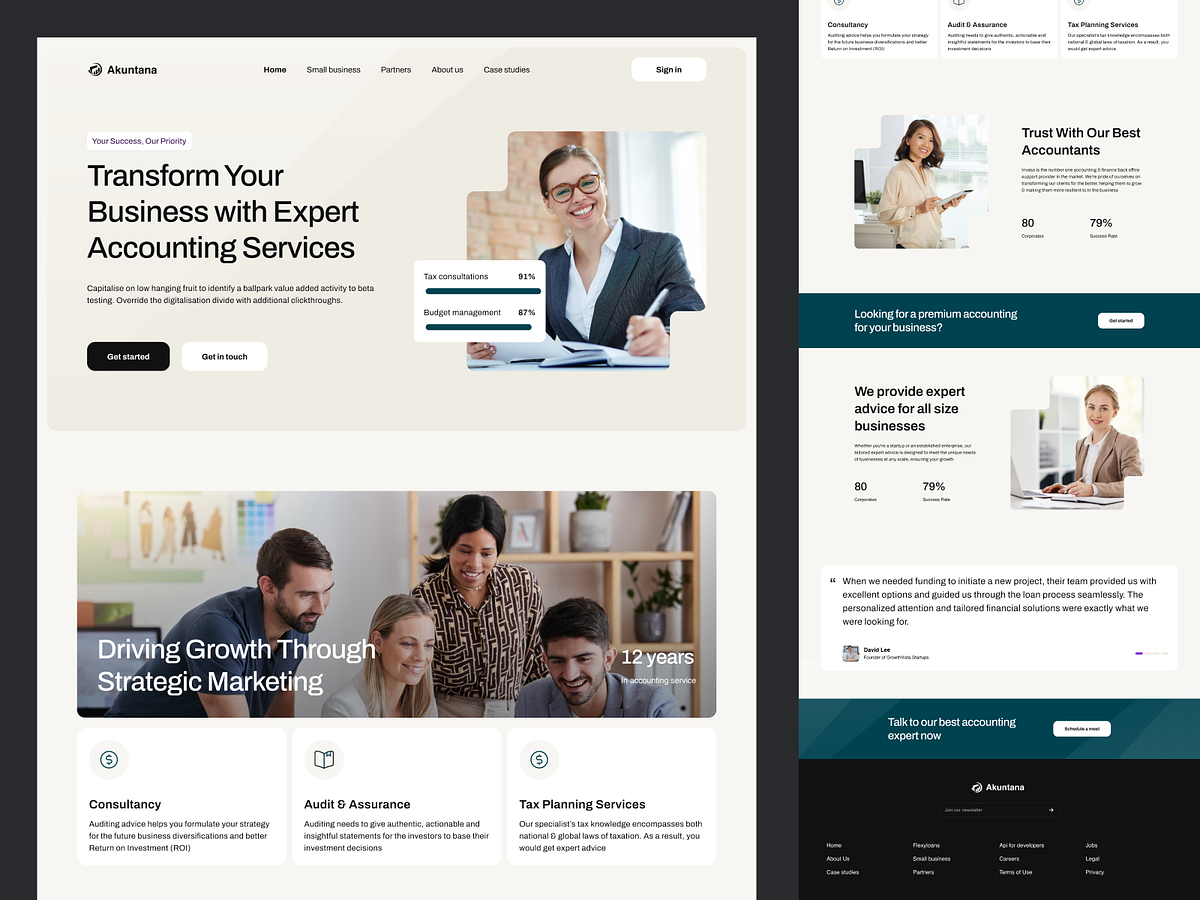 Akuntana
Home
Small business
Partners
About us
Case studies
Sign in
Your Success, Our Priority
Transform Your
Business with Expert
Accounting Services
Capitalise on low hanging fruit to identify a ballpark value added activity to beta
testing. Override the digitalisation divide with additional clickthroughs.
Get started
Get in touch
Tax consultations 91%
Budget management 87%
Driving Growth Through
Strategic Marketing
12 years
In accounting service
Consultancy
Auditing advice helps you formulate your strategy
for the future business diversifications and better
Return on Investment (ROI)
Audit & Assurance
Auditing needs to give authentic, actionable and
insightful statements for the investors to base their
investment decisions
Tax Planning Services
Our specialist's tax knowledge encompasses both
national & global laws of taxation. As a result, you
would get expert advice
Consultancy
Auditing advice helps you formulate your strategy
for the future business diversifications and better
Return on Investment (ROI)
Audit & Assurance
Auditing needs to give authentic, actionable and
insightful statements for the investors to base their
investment decisions
Tax Planning Services
Our specialist's tax knowledge encompasses both
national & global laws of taxation. As a result, you
would get expert advice
Trust With Our Best
Accountants
Invess is the number one accounting & finance back office
support provider in the market. We're pride of ourselves on
transforming our clients for the better, helping them to grow
& making them more resilient to in the business
80
Corporates
79%
Success Rate
Looking for a premium accounting
for your business?
Get started
We provide expert
advice for all size
businesses
Whether you're a startup or an established enterprise, our
tailored expert advice is designed to meet the unique needs
of businesses at any scale, ensuring your growth
80
Corporates
79%
Success Rate
“ When we needed funding to initiate a new project, their team provided us with
excellent options and guided us through the loan process seamlessly. The
personalized attention and tailored financial solutions were exactly what we
were looking for.
David Lee
Founder of GrowthVista Startups
Talk to our best accounting
expert now
Schedule a meet
Akuntana
Join our newsletter
Home
About Us
Case studies
Flexyloans
Small business
Partners
Api for developers
Careers
Terms of Use
Jobs
Legal
Privacy